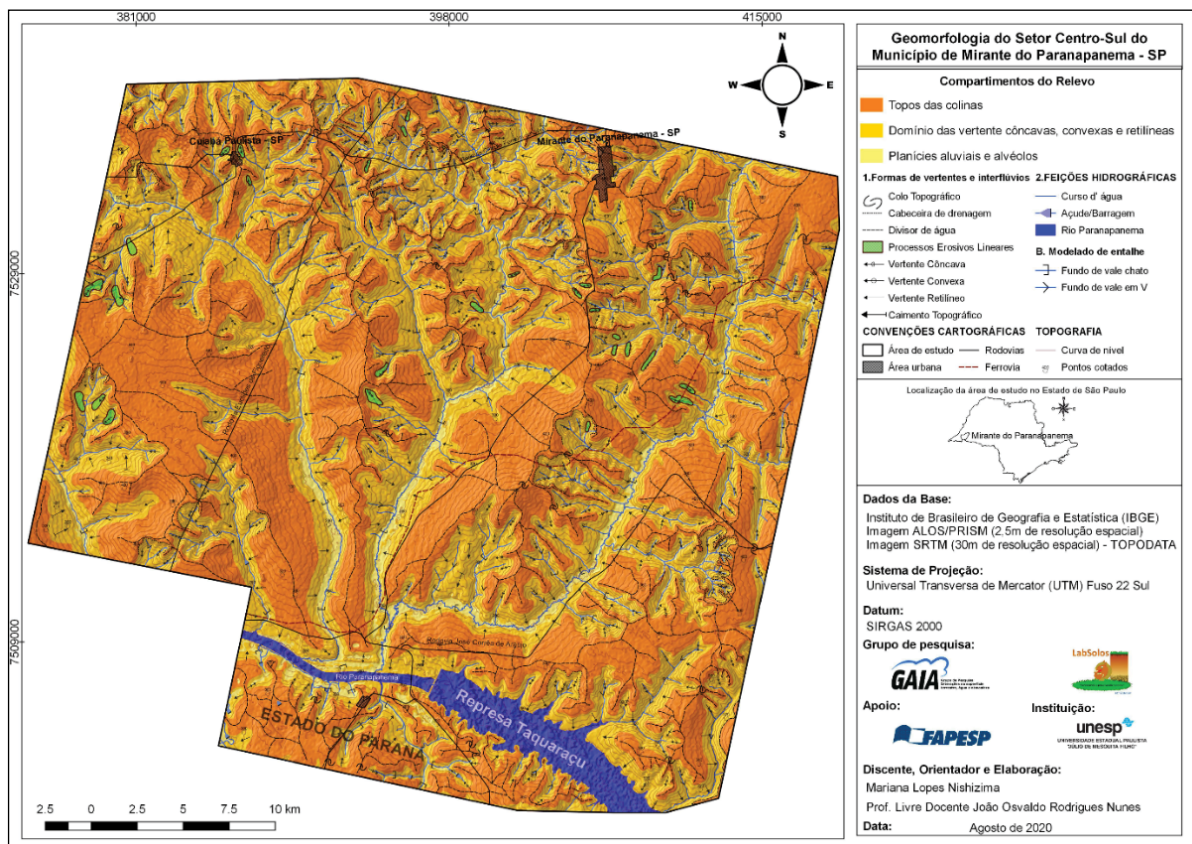 381000
398000
415000
7529000
7509000
N
W
E
S
Cuiabá Paulista - SP
Mirante do Paranapanema - SP
Rio Paranapanema
Represa Taquaraçu
ESTADO DO PARANÁ
2.5 0 2.5 5 7.5 10 km
Geomorfologia do Setor Centro-Sul do
Município de Mirante do Paranapanema - SP
Compartimentos do Relevo
Topos das colinas
Domínio das vertente côncavas, convexas e retilíneas
Planícies aluviais e alvéolos
1.Formas de vertentes e interflúvios
Colo Topográfico
Cabeceira de drenagem
Divisor de água
Processos Erosivos Lineares
Vertente Côncava
Vertente Convexa
Vertente Retilíneo
Caimento Topográfico
2.FEIÇÕES HIDROGRÁFICAS
Curso d' água
Açude/Barragem
Rio Paranapanema
B. Modelado de entalhe
Fundo de vale chato
Fundo de vale em V
CONVENÇÕES CARTOGRÁFICAS
Área de estudo
Rodovias
Área urbana
Ferrovia
TOPOGRAFIA
Curva de nível
Pontos cotados
Localização da área de estudo no Estado de São Paulo
Mirante do Paranapanema
Dados da Base:
Instituto de Brasileiro de Geografia e Estatística (IBGE)
Imagem ALOS/PRISM (2.5m de resolução espacial)
Imagem SRTM (30m de resolução espacial) - TOPODATA
Sistema de Projeção:
Universal Transversa de Mercator (UTM) Fuso 22 Sul
Datum:
SIRGAS 2000
Grupo de pesquisa:
GAIA
LabSolos
Apoio:
FAPESP
Instituição:
unesp
UNIVERSIDADE ESTADUAL PAULISTA
"JÚLIO DE MESQUITA FILHO"
Discente, Orientador e Elaboração:
Mariana Lopes Nishizima
Prof. Livre Docente João Osvaldo Rodrigues Nunes
Data: Agosto de 2020